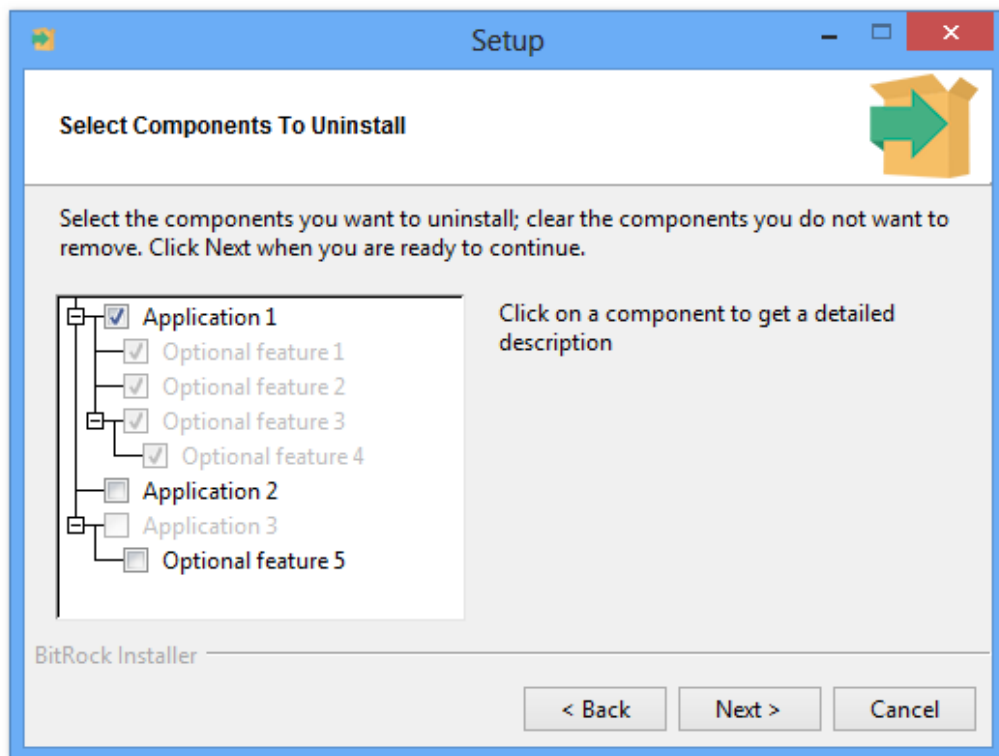 Setup
Select Components To Uninstall
Select the components you want to uninstall; clear the components you do not want to
remove. Click Next when you are ready to continue.
Application 1
Optional feature 1
Optional feature 2
Optional feature 3
Optional feature 4
Application 2
Application 3
Optional feature 5
Click on a component to get a detailed
description
BitRock Installer
< Back
Next >
Cancel